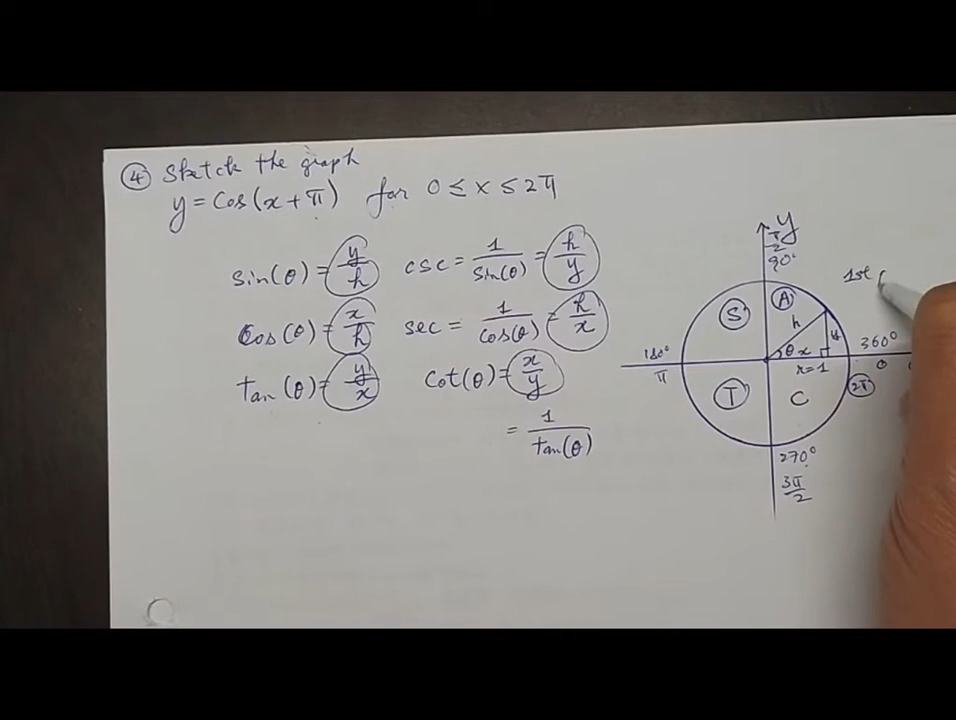 ④ Sketch the graph
y = Cos(x + π) for 0 ≤ x ≤ 2π
sin(θ) = y/h csc = 1/sin(θ) = h/y
Cos(θ) = x/h sec = 1/cos(θ) = h/x
tan(θ) = y/x cot(θ) = x/y
= 1/tan(θ)
y
π/2
90°
1st
S A
h
y
θ x
r=1
180°
π
360°
0
2π
T C
270°
3π/2